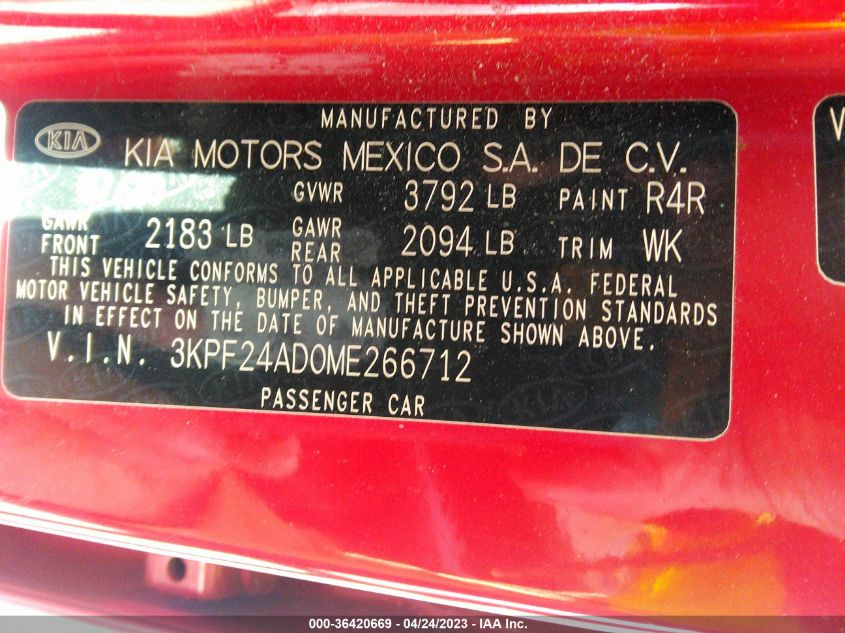 MANUFACTURED BY
KIA KIA MOTORS MEXICO S.A. DE C.V.
GVWR 3792 LB PAINT R4R
GAWR FRONT 2183 LB GAWR REAR 2094 LB TRIM WK
THIS VEHICLE CONFORMS TO ALL APPLICABLE U.S.A. FEDERAL
MOTOR VEHICLE SAFETY, BUMPER, AND THEFT PREVENTION STANDARDS
IN EFFECT ON THE DATE OF MANUFACTURE SHOWN ABOVE.
V.I.N. 3KPF24AD0ME266712
PASSENGER CAR
V
000-36420669 - 04/24/2023 - IAA Inc.